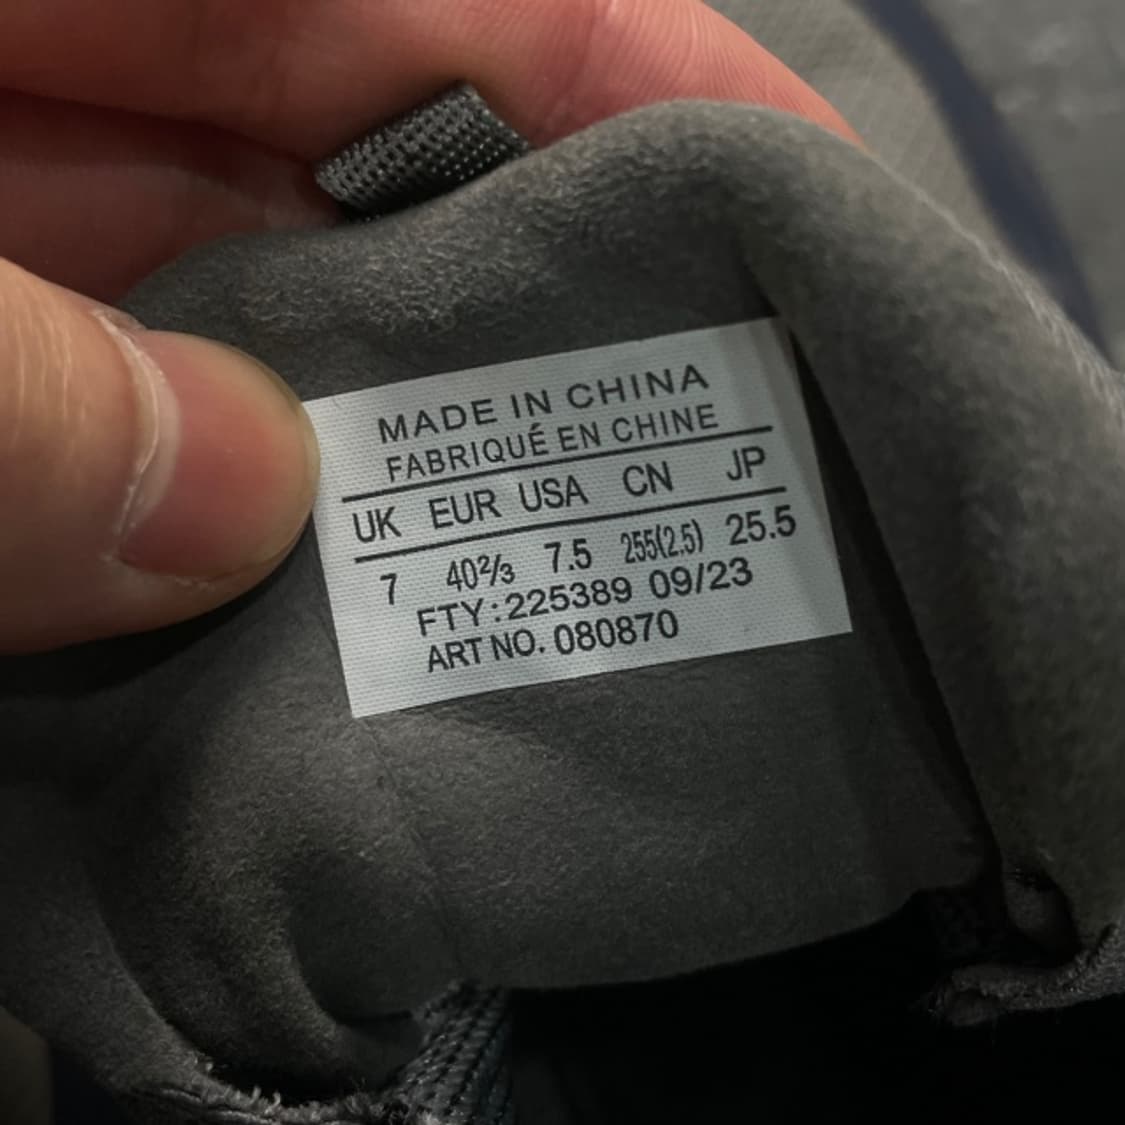 MADE IN CHINA
FABRIQUÉ EN CHINE
UK EUR USA CN JP
7 40⅔ 7.5 255(2.5) 25.5
FTY:225389 09/23
ART NO. 080870